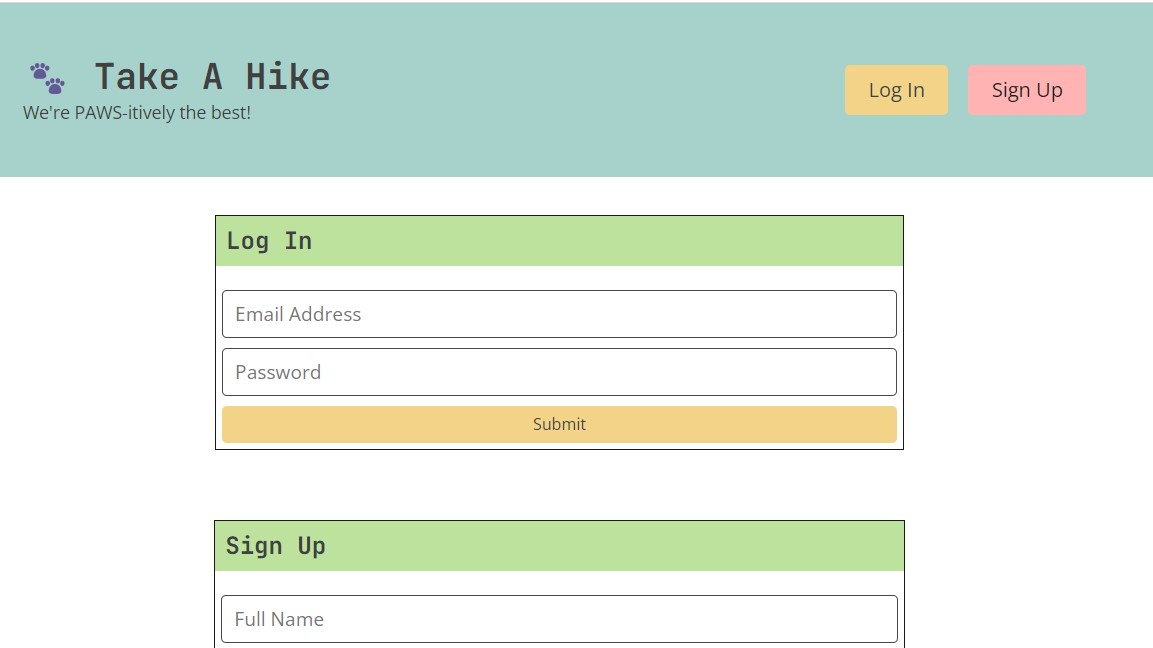 Take A Hike
We're PAWS-itively the best!
Log In
Sign Up
Log In
Email Address
Password
Submit
Sign Up
Full Name